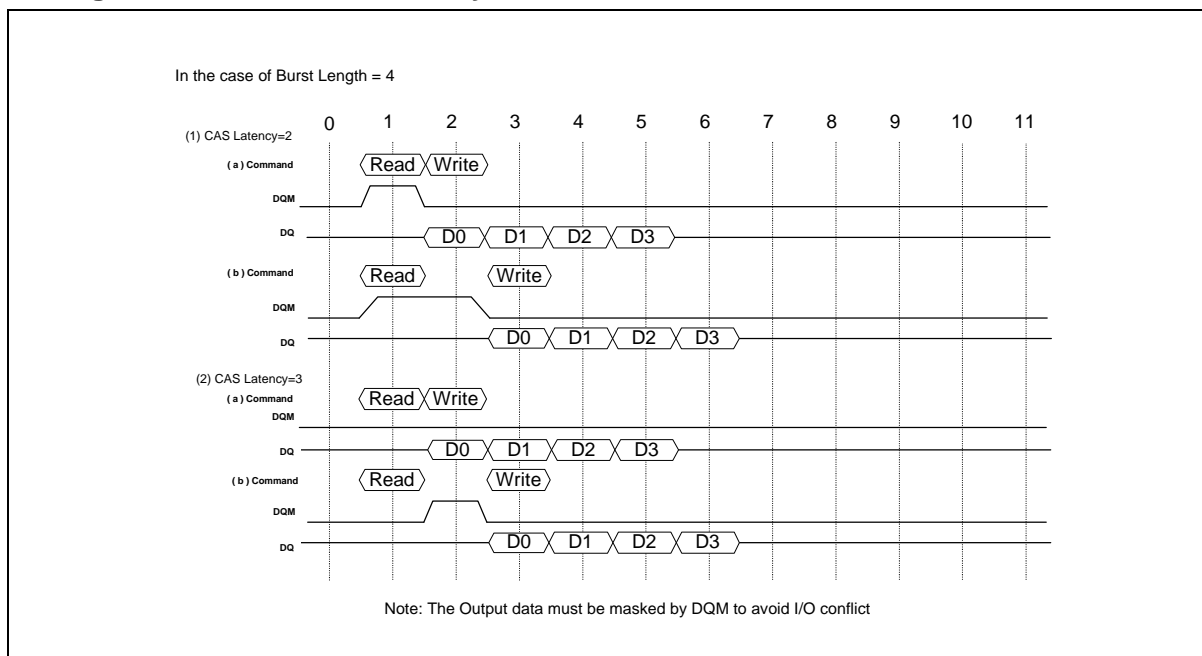 In the case of Burst Length = 4
0 1 2 3 4 5 6 7 8 9 10 11
(1) CAS Latency=2
( a ) Command Read Write
DQM
DQ D0 D1 D2 D3
( b ) Command Read Write
DQM
DQ D0 D1 D2 D3
(2) CAS Latency=3
( a ) Command Read Write
DQM
DQ D0 D1 D2 D3
( b ) Command Read Write
DQM
DQ D0 D1 D2 D3
Note: The Output data must be masked by DQM to avoid I/O conflict